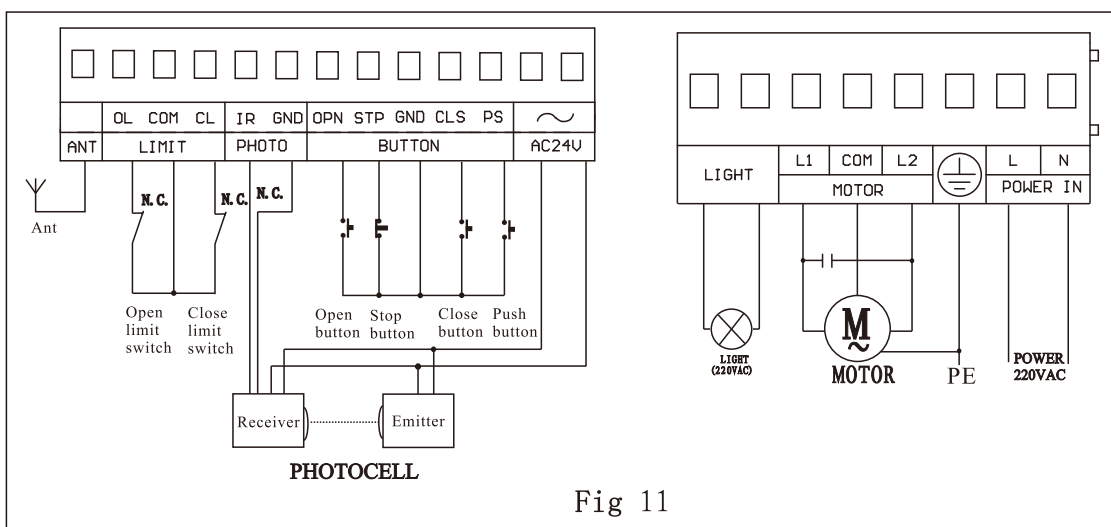 OL COM CL IR GND OPN STP GND CLS PS ~
ANT LIMIT PHOTO BUTTON AC24V
N.C. N.C. N.C.
Ant
Open limit switch
Close limit switch
Open button
Stop button
Close button
Push button
Receiver
Emitter
PHOTOCELL
LIGHT
L1 COM L2 L N
MOTOR POWER IN
M
~
LIGHT
(220VAC)
MOTOR
PE
POWER
220VAC
Fig 11